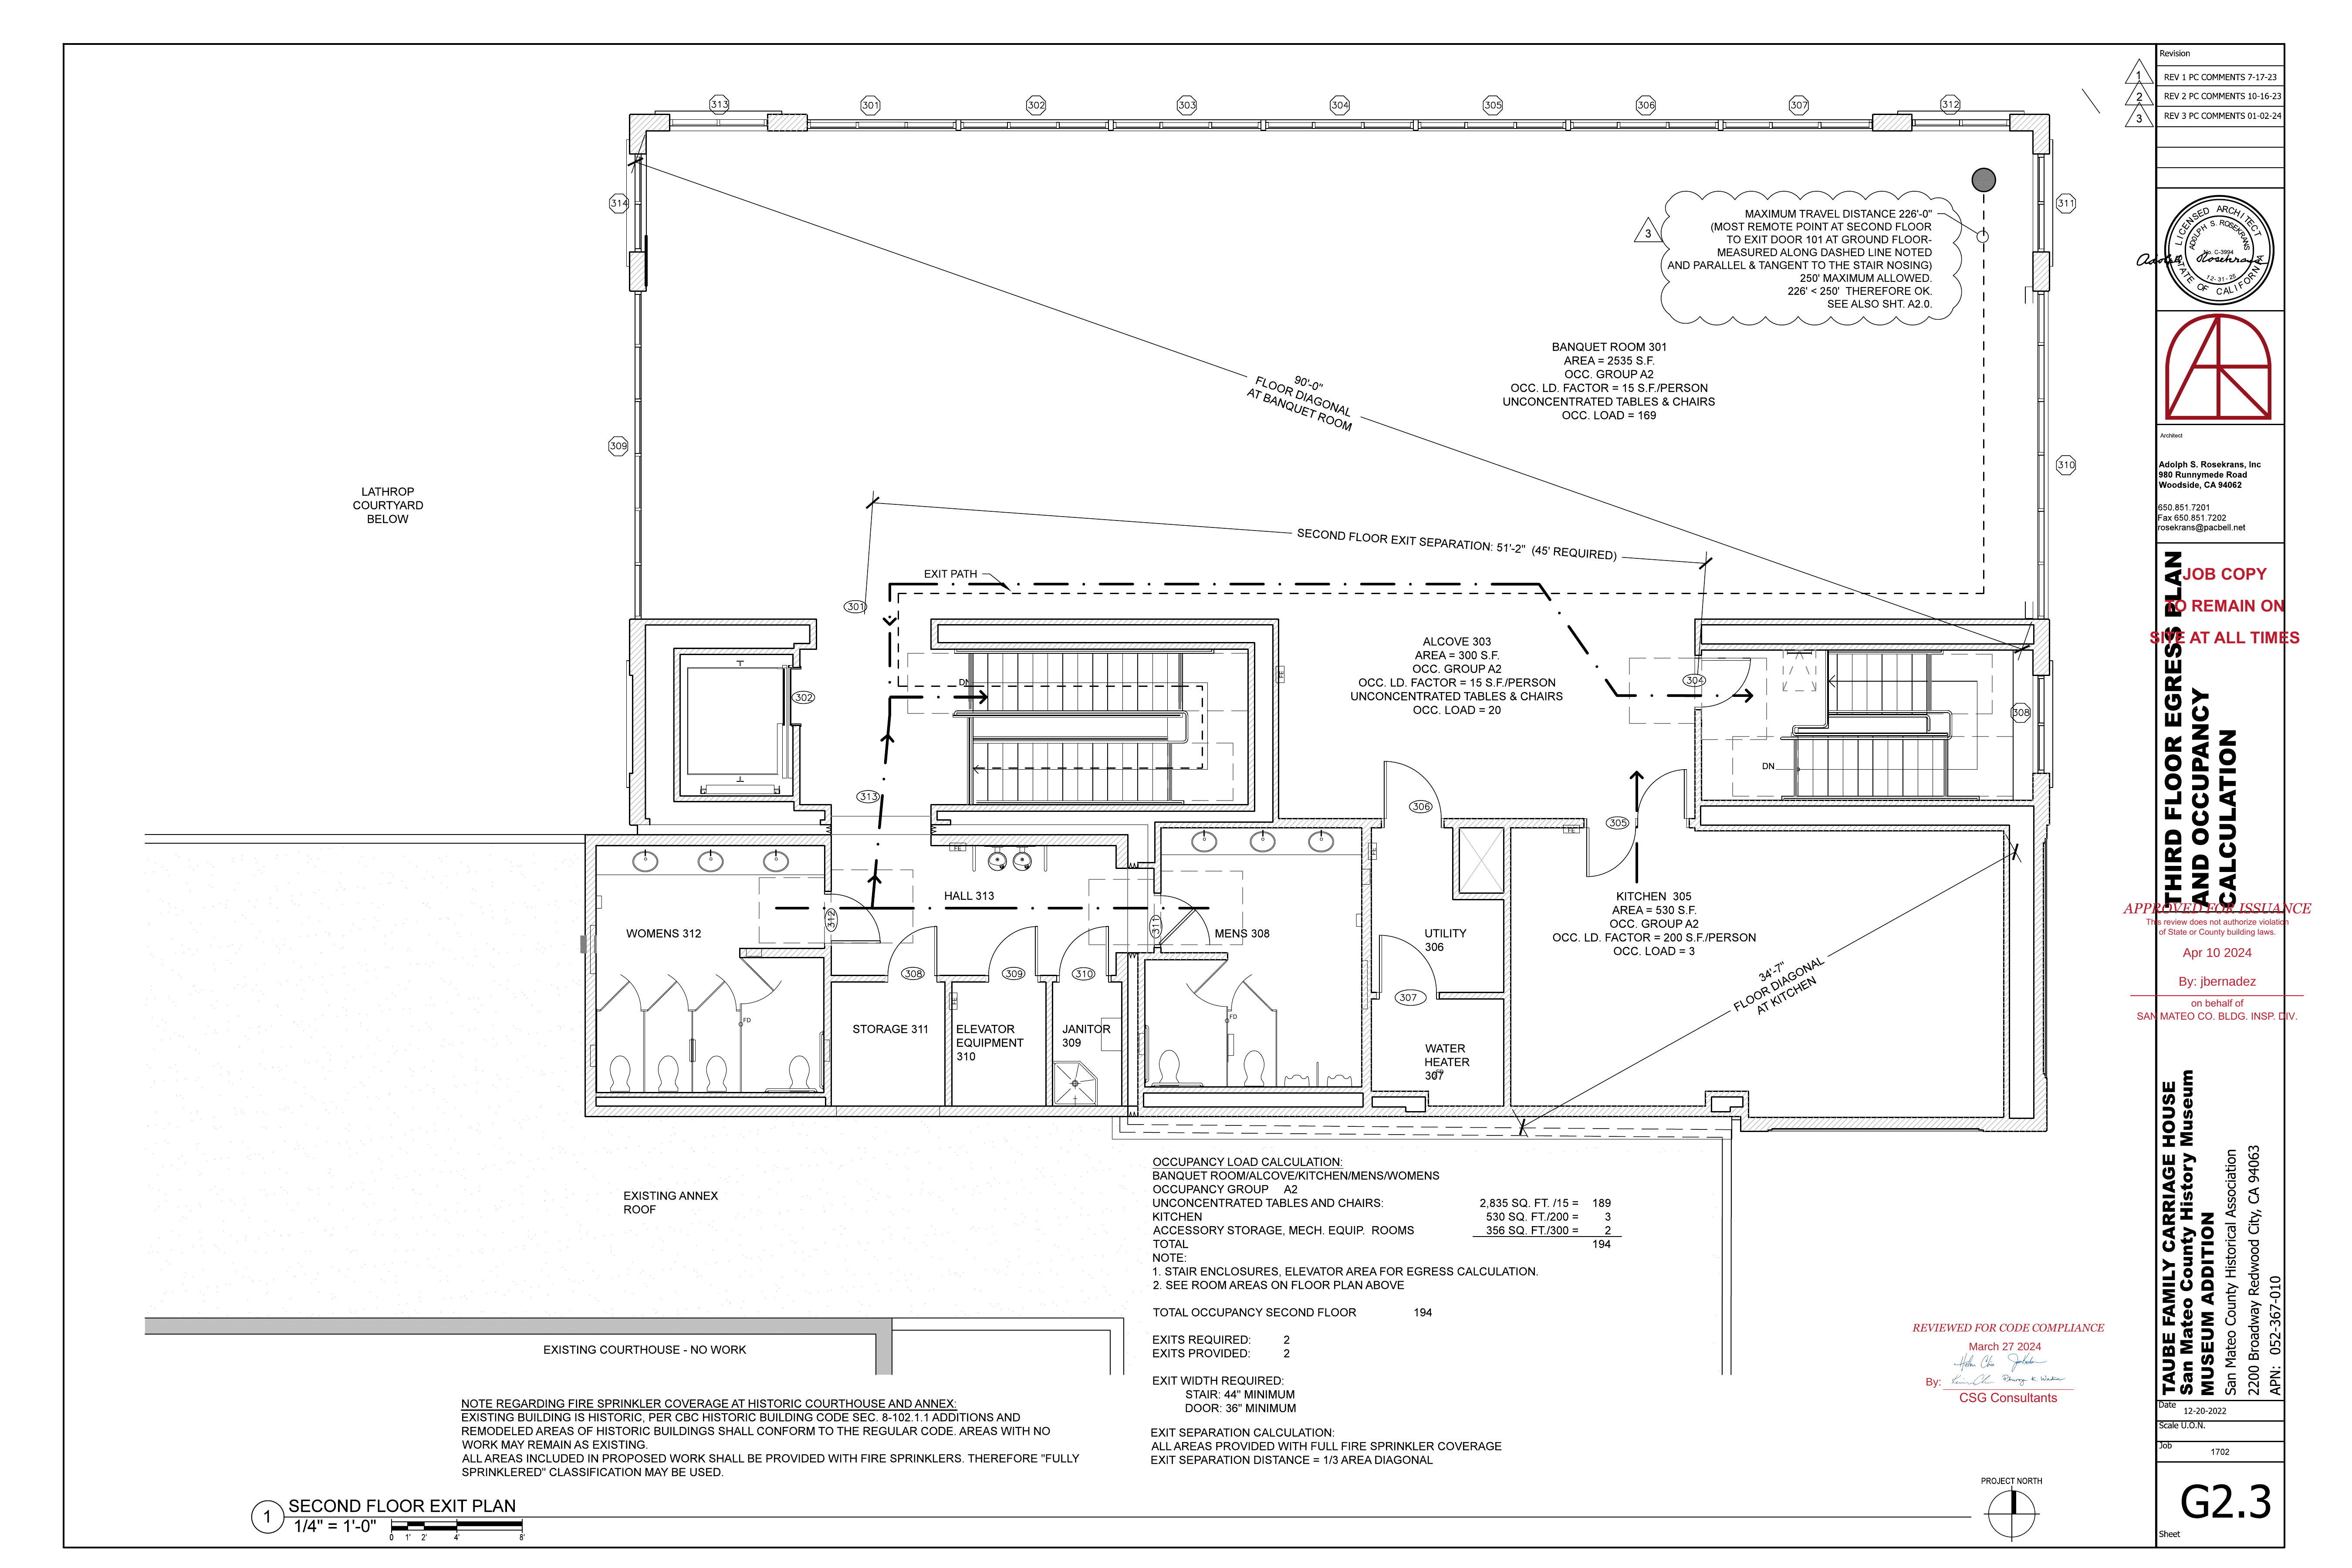 313
301
302
303
304
305
306
307
312
314
311
309
310
308
MAXIMUM TRAVEL DISTANCE 226'-0"
(MOST REMOTE POINT AT SECOND FLOOR
TO EXIT DOOR 101 AT GROUND FLOOR-
MEASURED ALONG DASHED LINE NOTED
AND PARALLEL & TANGENT TO THE STAIR NOSING)
250' MAXIMUM ALLOWED.
226' < 250' THEREFORE OK.
SEE ALSO SHT. A2.0.
3
BANQUET ROOM 301
AREA = 2535 S.F.
OCC. GROUP A2
OCC. LD. FACTOR = 15 S.F./PERSON
UNCONCENTRATED TABLES & CHAIRS
OCC. LOAD = 169
90'-0"
FLOOR DIAGONAL
AT BANQUET ROOM
LATHROP
COURTYARD
BELOW
SECOND FLOOR EXIT SEPARATION: 51'-2" (45' REQUIRED)
EXIT PATH
301
302
DN
313
ALCOVE 303
AREA = 300 S.F.
OCC. GROUP A2
OCC. LD. FACTOR = 15 S.F./PERSON
UNCONCENTRATED TABLES & CHAIRS
OCC. LOAD = 20
FE
304
DN
306
305
FE
FE
FE
HALL 313
312
311
WOMENS 312
MENS 308
308
309
310
FD
FD
FE
STORAGE 311
ELEVATOR
EQUIPMENT
310
JANITOR
309
UTILITY
306
307
WATER
HEATER
307
KITCHEN 305
AREA = 530 S.F.
OCC. GROUP A2
OCC. LD. FACTOR = 200 S.F./PERSON
OCC. LOAD = 3
34'-7"
FLOOR DIAGONAL
AT KITCHEN
EXISTING ANNEX
ROOF
EXISTING COURTHOUSE - NO WORK
OCCUPANCY LOAD CALCULATION:
BANQUET ROOM/ALCOVE/KITCHEN/MENS/WOMENS
OCCUPANCY GROUP A2
UNCONCENTRATED TABLES AND CHAIRS: 2,835 SQ. FT. /15 = 189
KITCHEN 530 SQ. FT./200 = 3
ACCESSORY STORAGE, MECH. EQUIP. ROOMS 356 SQ. FT./300 = 2
TOTAL 194
NOTE:
1. STAIR ENCLOSURES, ELEVATOR AREA FOR EGRESS CALCULATION.
2. SEE ROOM AREAS ON FLOOR PLAN ABOVE
TOTAL OCCUPANCY SECOND FLOOR 194
EXITS REQUIRED: 2
EXITS PROVIDED: 2
EXIT WIDTH REQUIRED:
STAIR: 44" MINIMUM
DOOR: 36" MINIMUM
EXIT SEPARATION CALCULATION:
ALL AREAS PROVIDED WITH FULL FIRE SPRINKLER COVERAGE
EXIT SEPARATION DISTANCE = 1/3 AREA DIAGONAL
NOTE REGARDING FIRE SPRINKLER COVERAGE AT HISTORIC COURTHOUSE AND ANNEX:
EXISTING BUILDING IS HISTORIC, PER CBC HISTORIC BUILDING CODE SEC. 8-102.1.1 ADDITIONS AND
REMODELED AREAS OF HISTORIC BUILDINGS SHALL CONFORM TO THE REGULAR CODE. AREAS WITH NO
WORK MAY REMAIN AS EXISTING.
ALL AREAS INCLUDED IN PROPOSED WORK SHALL BE PROVIDED WITH FIRE SPRINKLERS. THEREFORE "FULLY
SPRINKLERED" CLASSIFICATION MAY BE USED.
1
SECOND FLOOR EXIT PLAN
1/4" = 1'-0"
0 1' 2' 4' 8'
PROJECT NORTH
REVIEWED FOR CODE COMPLIANCE
March 27 2024
By:
CSG Consultants
Revision
1 REV 1 PC COMMENTS 7-17-23
2 REV 2 PC COMMENTS 10-16-23
3 REV 3 PC COMMENTS 01-02-24
LICENSED ARCHITECT
ADOLPH S. ROSEKRANS
No. C-3994
12-31-25
STATE OF CALIFORNIA
Architect
Adolph S. Rosekrans, Inc
980 Runnymede Road
Woodside, CA 94062
650.851.7201
Fax 650.851.7202
rosekrans@pacbell.net
THIRD FLOOR EGRESS PLAN
AND OCCUPANCY
CALCULATION
JOB COPY
TO REMAIN ON
SITE AT ALL TIMES
APPROVED FOR ISSUANCE
This review does not authorize violation
of State or County building laws.
Apr 10 2024
By: jbernadez
on behalf of
SAN MATEO CO. BLDG. INSP. DIV.
TAUBE FAMILY CARRIAGE HOUSE
San Mateo County History Museum
MUSEUM ADDITION
San Mateo County Historical Association
2200 Broadway Redwood City, CA 94063
APN: 052-367-010
Date
12-20-2022
Scale U.O.N.
Job
1702
G2.3
Sheet